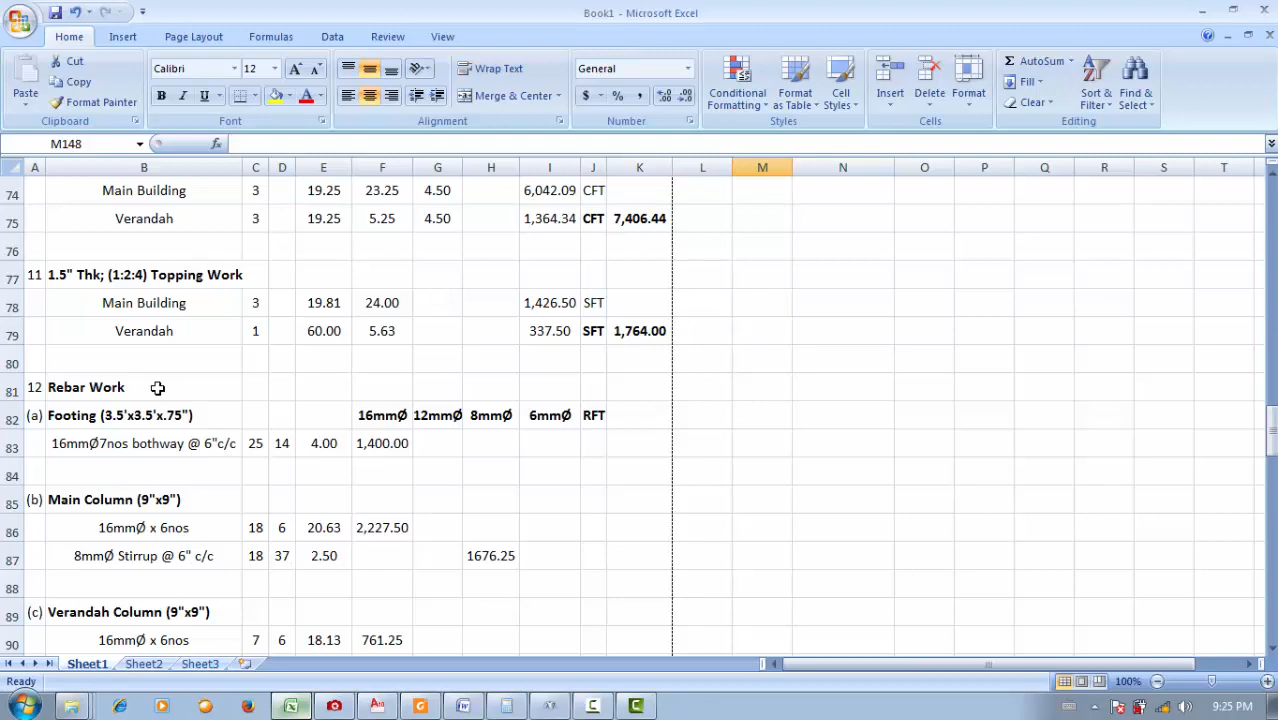 Book1 - Microsoft Excel
Home Insert Page Layout Formulas Data Review View
Paste
Cut
Copy
Format Painter
Clipboard
Calibri 12
B I U
Font
Wrap Text
Merge & Center
Alignment
General
$ % ,
Number
Conditional Formatting
Format as Table
Cell Styles
Styles
Insert Delete Format
Cells
AutoSum
Fill
Clear
Sort & Filter
Find & Select
Editing
M148
fx
A B C D E F G H I J K L M N O P Q R S T
74 Main Building 3 19.25 23.25 4.50 6,042.09 CFT
75 Verandah 3 19.25 5.25 4.50 1,364.34 CFT 7,406.44
76
77 11 1.5" Thk; (1:2:4) Topping Work
78 Main Building 3 19.81 24.00 1,426.50 SFT
79 Verandah 1 60.00 5.63 337.50 SFT 1,764.00
80
81 12 Rebar Work
82 (a) Footing (3.5'x3.5'x.75") 16mmØ 12mmØ 8mmØ 6mmØ RFT
83 16mmØ7nos bothway @ 6"c/c 25 14 4.00 1,400.00
84
85 (b) Main Column (9"x9")
86 16mmØ x 6nos 18 6 20.63 2,227.50
87 8mmØ Stirrup @ 6" c/c 18 37 2.50 1676.25
88
89 (c) Verandah Column (9"x9")
90 16mmØ x 6nos 7 6 18.13 761.25
Sheet1 Sheet2 Sheet3
Ready
100%
9:25 PM